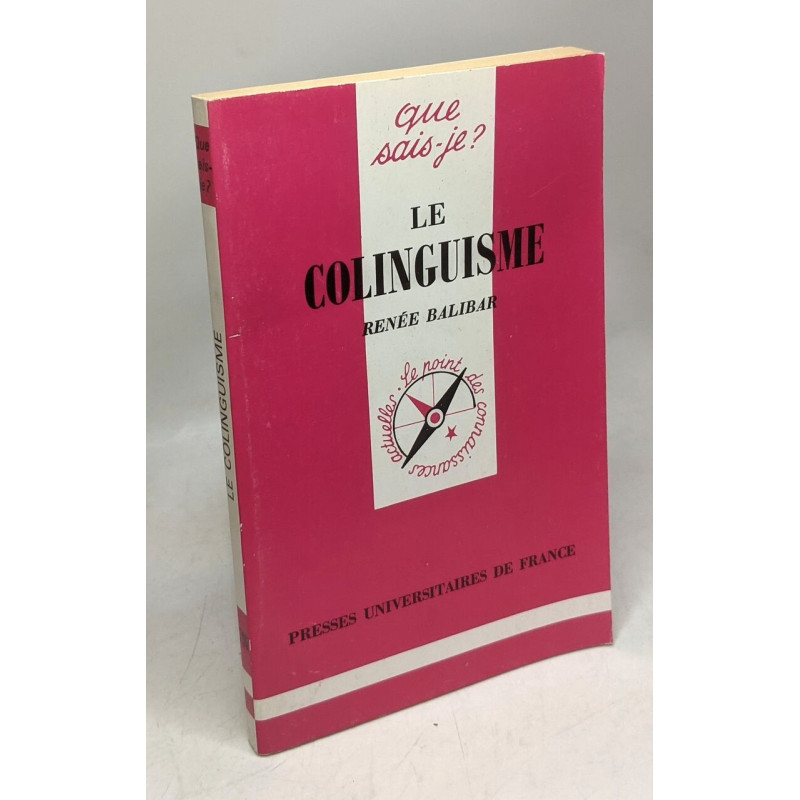 que
sais-je?
LE
COLINGUISME
RENÉE BALIBAR
Le point des connaissances actuelles.
PRESSES UNIVERSITAIRES DE FRANCE
LE COLINGUISME